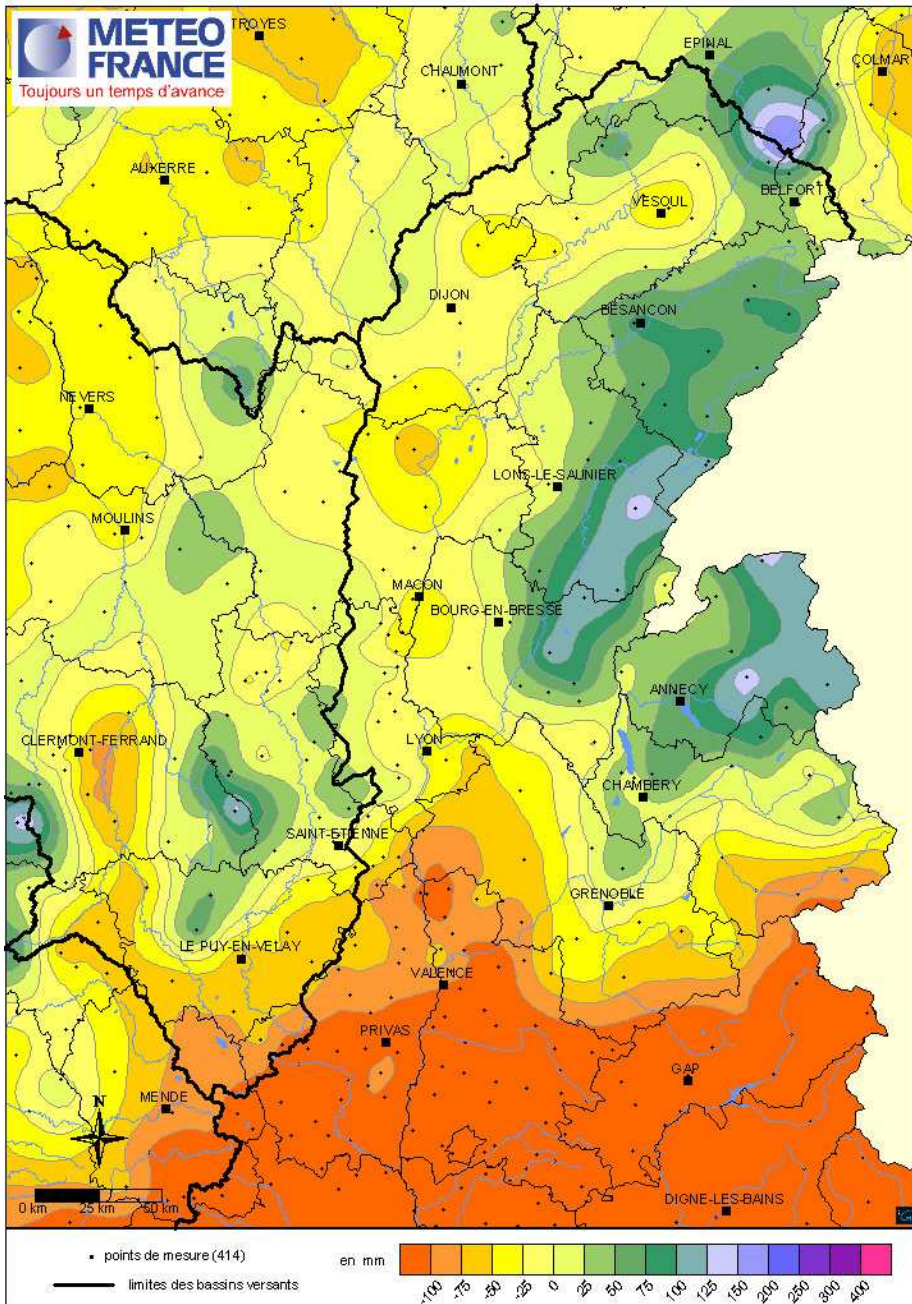 METEO
FRANCE
Toujours un temps d'avance
TROYES
CHAUMONT
EPINAL
COLMAR
AUXERRE
VESOUL
BELFORT
DIJON
BESANCON
NEVERS
LONS-LE-SAUNIER
MOULINS
MACON
BOURG-EN-BRESSE
ANNECY
CLERMONT-FERRAND
LYON
CHAMBERY
SAINT-ETIENNE
GRENOBLE
LE PUY-EN-VELAY
VALENCE
PRIVAS
GAP
MENDE
N
DIGNE-LES-BAINS
0 km 25 km 50 km
points de mesure (414)
limites des bassins versants
en mm
-100 -75 -50 -25 0 25 50 75 100 125 150 200 250 300 400